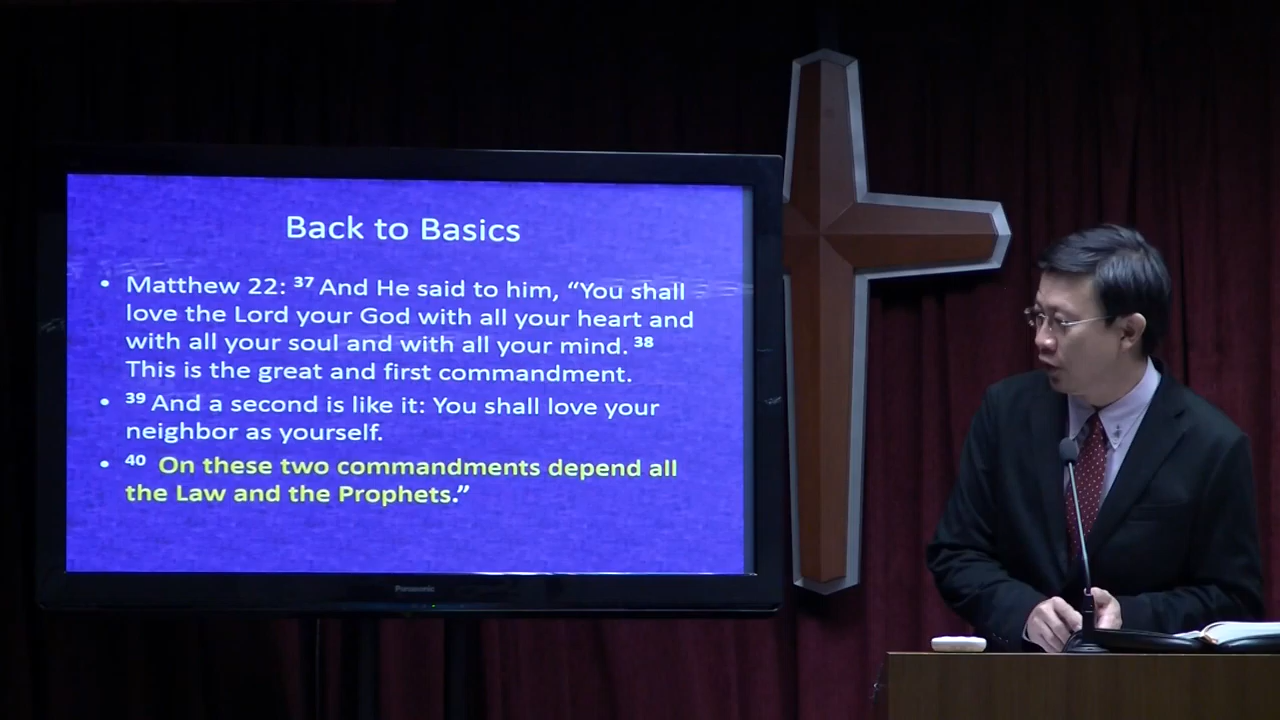 Back to Basics
• Matthew 22: ³⁷ And He said to him, “You shall
love the Lord your God with all your heart and
with all your soul and with all your mind. ³⁸
This is the great and first commandment.
• ³⁹ And a second is like it: You shall love your
neighbor as yourself.
• ⁴⁰ On these two commandments depend all
the Law and the Prophets.”
Panasonic